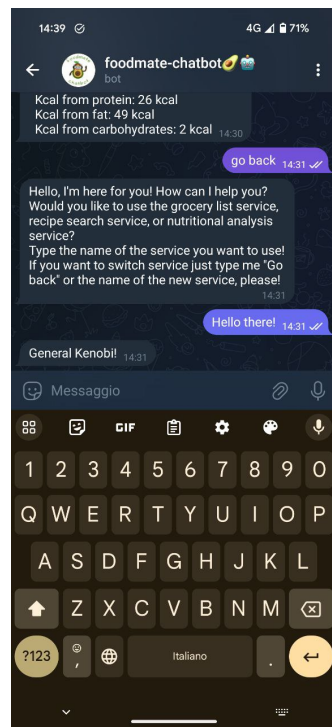 14:39
4G 71%
foodmate-chatbot🥑🤖
bot
Kcal from protein: 26 kcal
Kcal from fat: 49 kcal
Kcal from carbohydrates: 2 kcal 14:30
go back 14:31
Hello, I'm here for you! How can I help you?
Would you like to use the grocery list service,
recipe search service, or nutritional analysis
service?
Type the name of the service you want to use!
If you want to switch service just type me "Go
back" or the name of the new service, please!
14:31
Hello there! 14:31
General Kenobi! 14:31
Messaggio
GIF
1 2 3 4 5 6 7 8 9 0
Q W E R T Y U I O P
A S D F G H J K L
Z X C V B N M
?123 , Italiano .